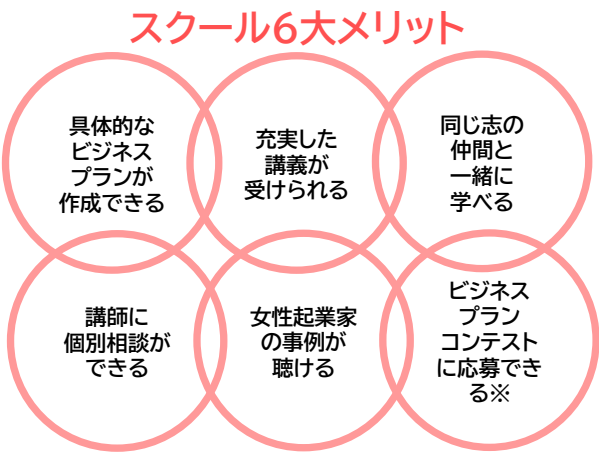 スクール6大メリット
具体的な
ビジネス
プランが
作成できる
充実した
講義が
受けられる
同じ志の
仲間と
一緒に
学べる
講師に
個別相談が
できる
女性起業家
の事例が
聴ける
ビジネス
プラン
コンテスト
に応募でき
る※